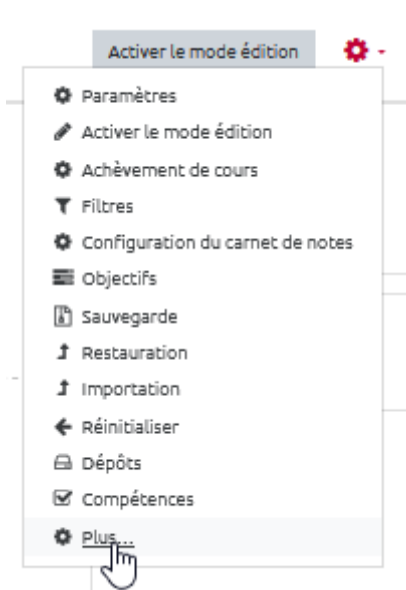 Activer le mode édition
Paramètres
Activer le mode édition
Achèvement de cours
Filtres
Configuration du carnet de notes
Objectifs
Sauvegarde
Restauration
Importation
Réinitialiser
Dépôts
Compétences
Plus...